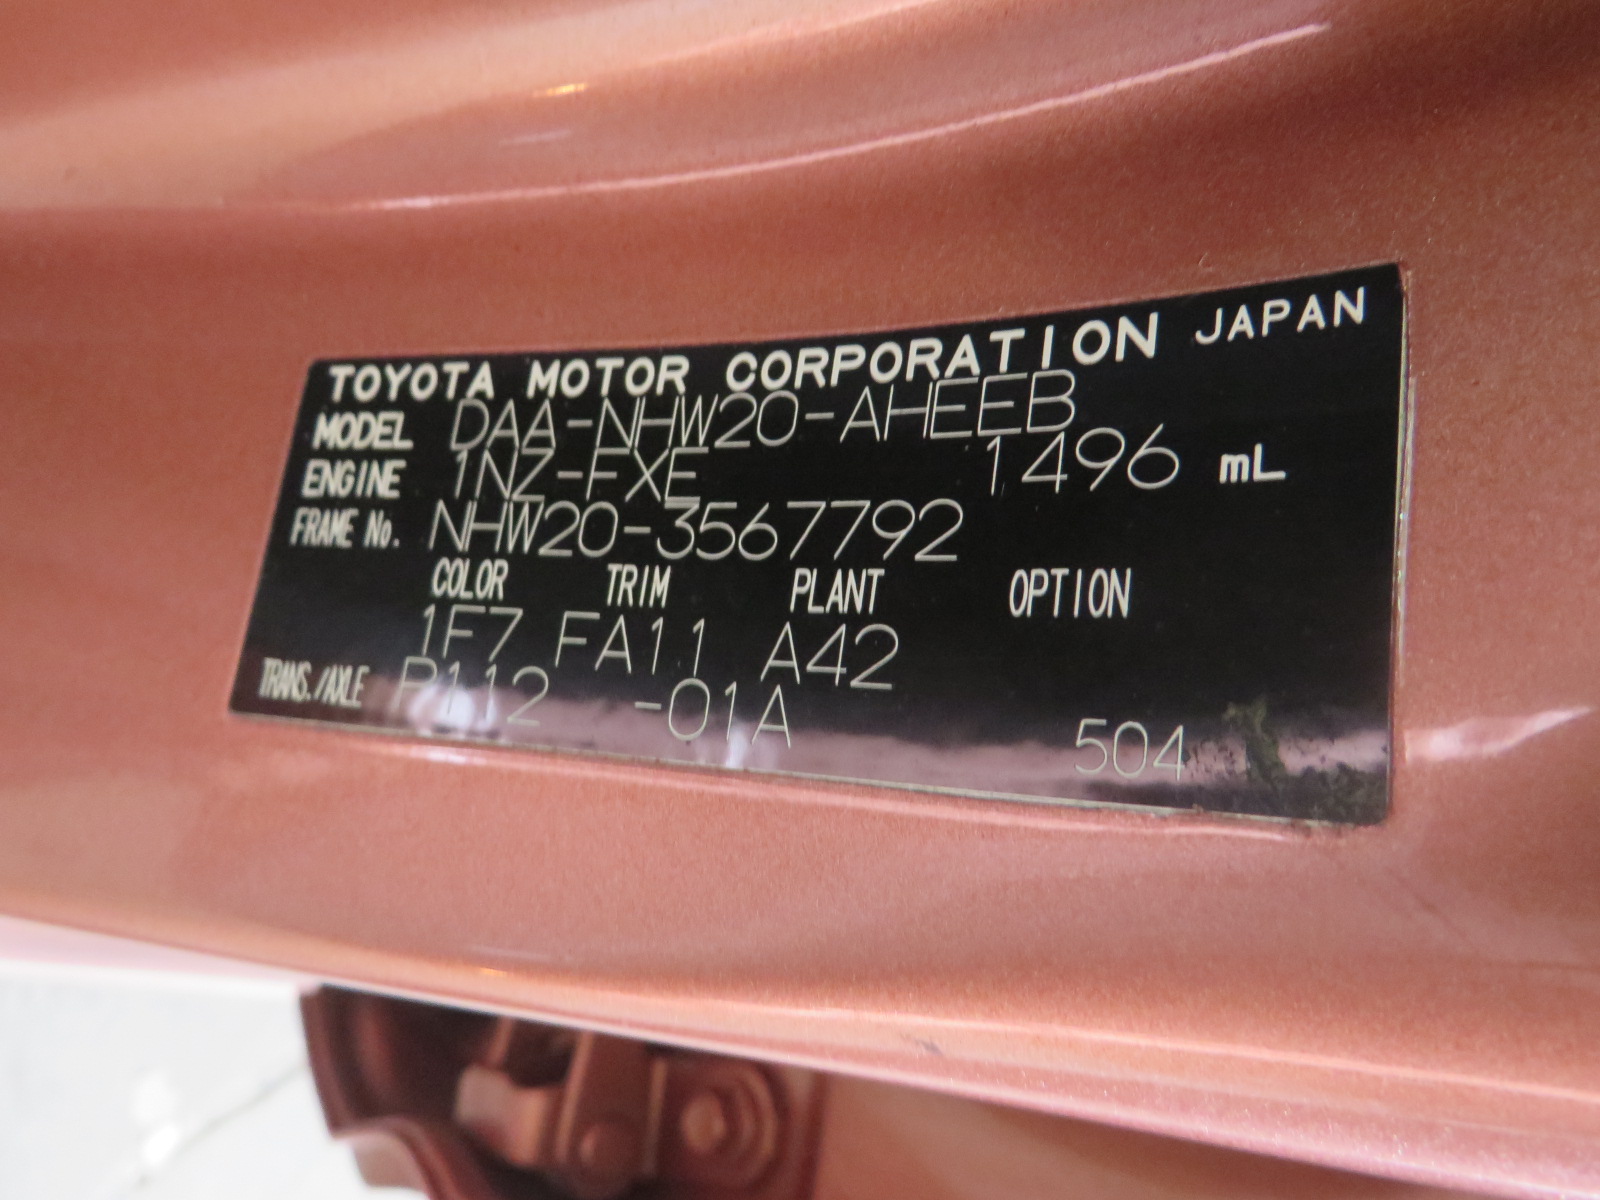 TOYOTA MOTOR CORPORATION JAPAN
MODEL DAA-NHW20-AHEEB
ENGINE 1NZ-FXE 1496 mL
FRAME No. NHW20-3567792
COLOR TRIM PLANT OPTION
1F7 FA11 A42
TRANS./AXLE P112 -01A
504